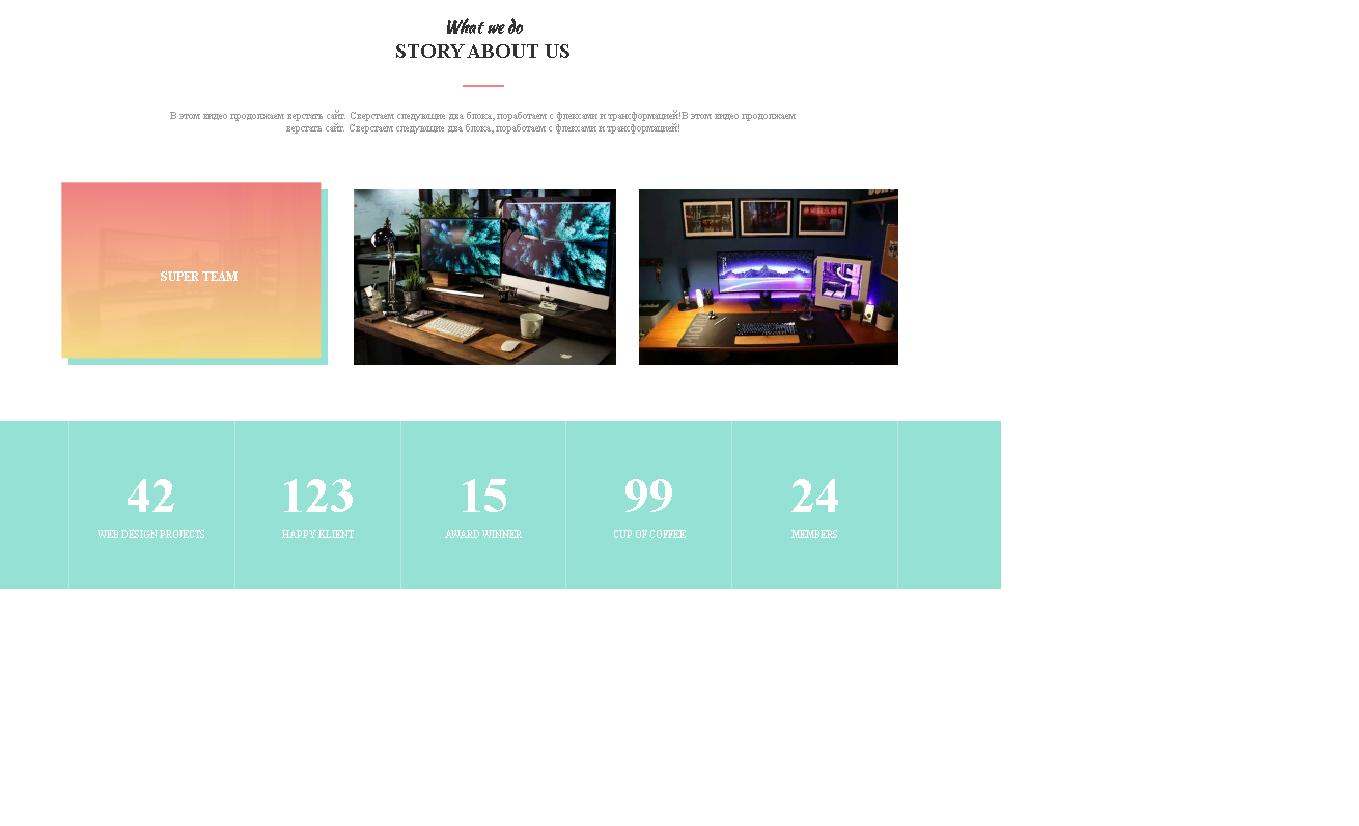 What we do
STORY ABOUT US
В этом видео продолжаем верстать сайт. Сверстаем следующие два блока, поработаем с флексами и трансформацией!В этом видео продолжаем
верстать сайт. Сверстаем следующие два блока, поработаем с флексами и трансформацией!
SUPER TEAM
42
123
15
99
24
WEB DESIGN PROJECTS
HAPPY KLIENT
AWARD WINNER
CUP OF COFFEE
MEMBERS